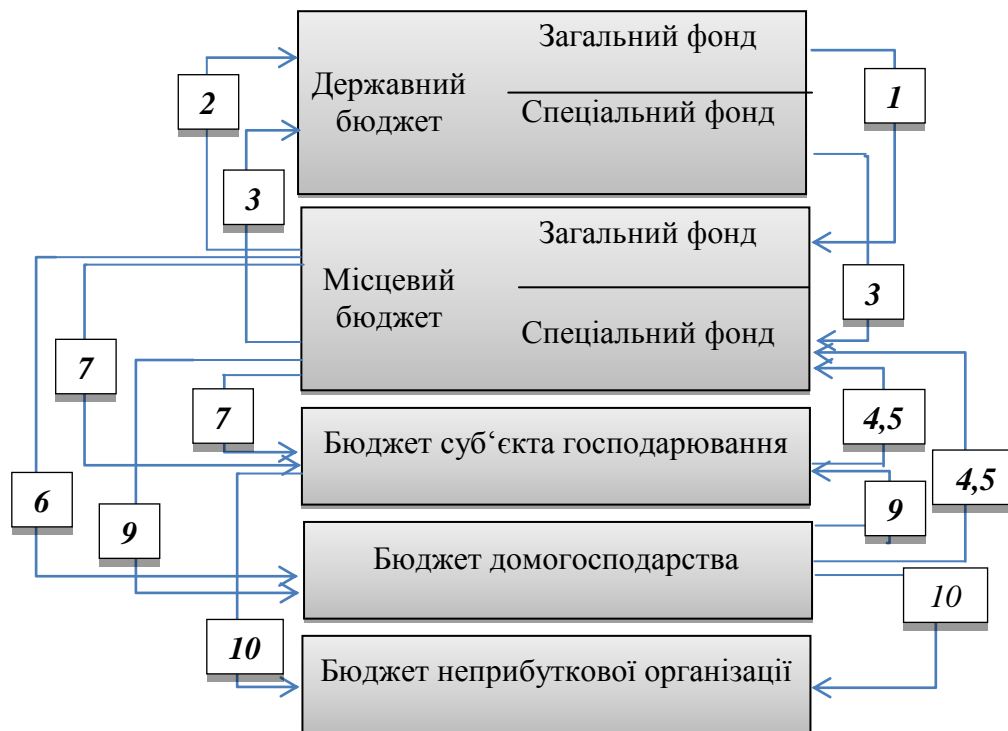 Загальний фонд
Державний
бюджет
Спеціальний фонд
2
1
3
Загальний фонд
Місцевий
бюджет
Спеціальний фонд
3
7
7
4,5
Бюджет суб‘єкта господарювання
6
9
9
4,5
Бюджет домогосподарства
10
10
Бюджет неприбуткової організації